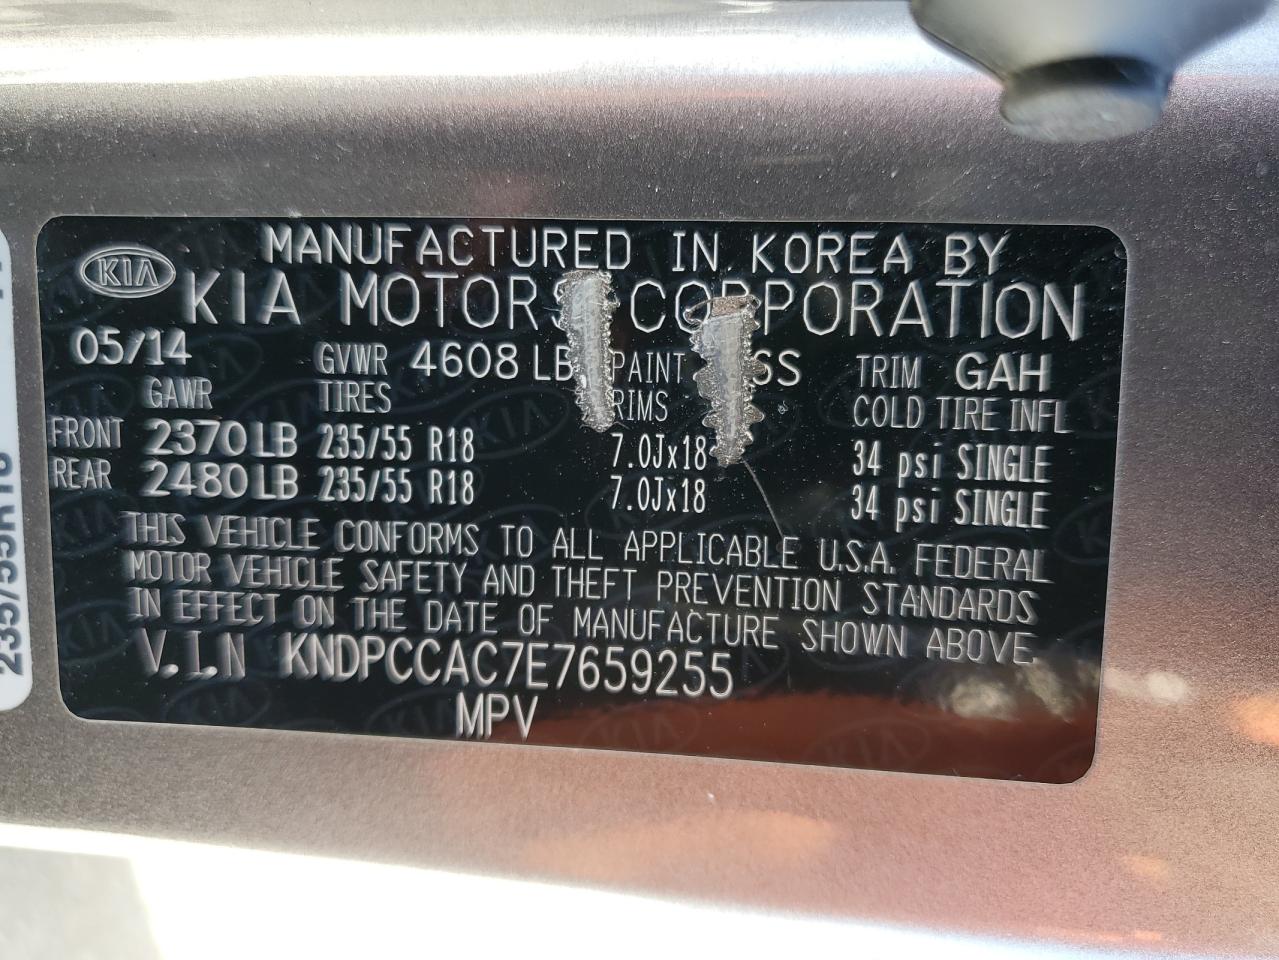 MANUFACTURED IN KOREA BY
KIA
KIA MOTORS CORPORATION
05/14 GVWR 4608 LB PAINT SS TRIM GAH
GAWR TIRES RIMS COLD TIRE INFL
FRONT 2370LB 235/55 R18 7.0Jx18 34 psi SINGLE
REAR 2480LB 235/55 R18 7.0Jx18 34 psi SINGLE
THIS VEHICLE CONFORMS TO ALL APPLICABLE U.S.A. FEDERAL
MOTOR VEHICLE SAFETY AND THEFT PREVENTION STANDARDS
IN EFFECT ON THE DATE OF MANUFACTURE SHOWN ABOVE.
V.I.N KNDPCCAC7E7659255
MPV
235/55R18